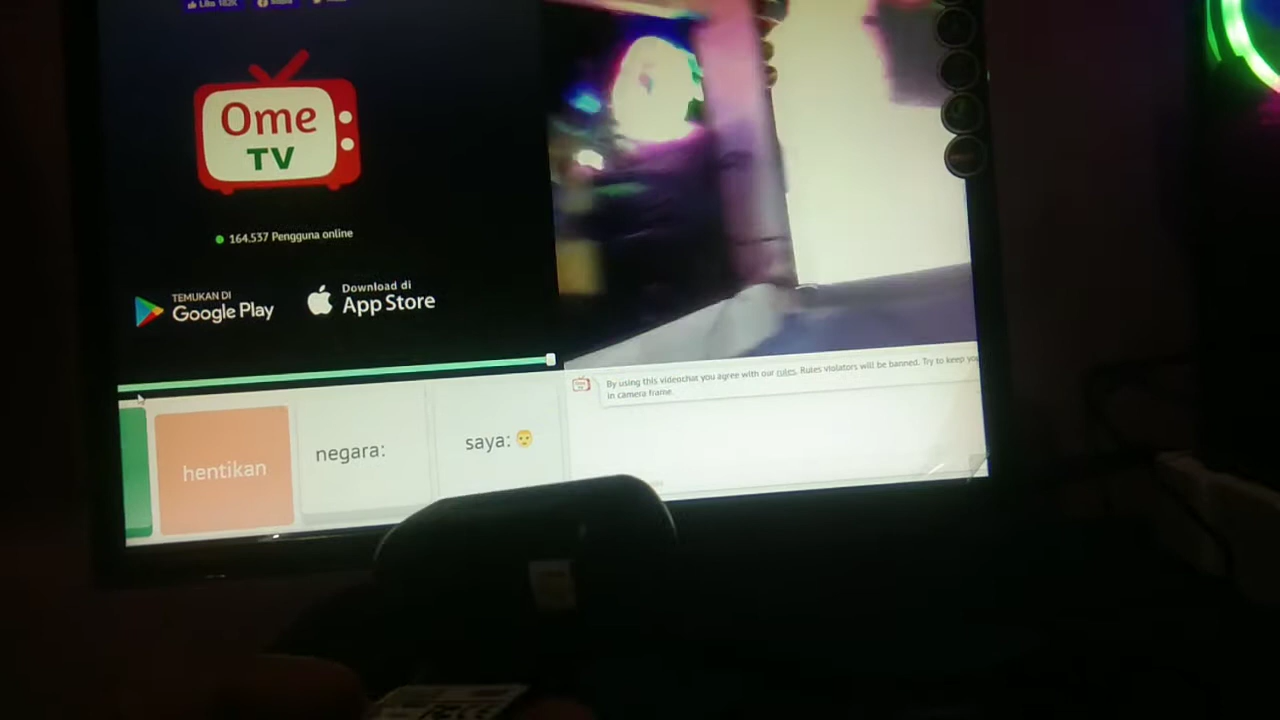 Ome
TV
164.537 Pengguna online
TEMUKAN DI
Google Play
Download di
App Store
By using this videochat you agree with our rules. Rules violators will be banned. Try to keep
in camera frame.
hentikan
negara:
saya: